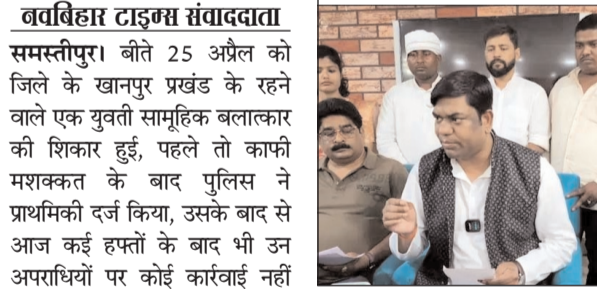 नवबिहार टाइम्स संवाददाता
समस्तीपुर। बीते 25 अप्रैल को
जिले के खानपुर प्रखंड के रहने
वाले एक युवती सामूहिक बलात्कार
की शिकार हुई, पहले तो काफी
मशक्कत के बाद पुलिस ने
प्राथमिकी दर्ज किया, उसके बाद से
आज कई हफ्तों के बाद भी उन
अपराधियों पर कोई कार्रवाई नहीं